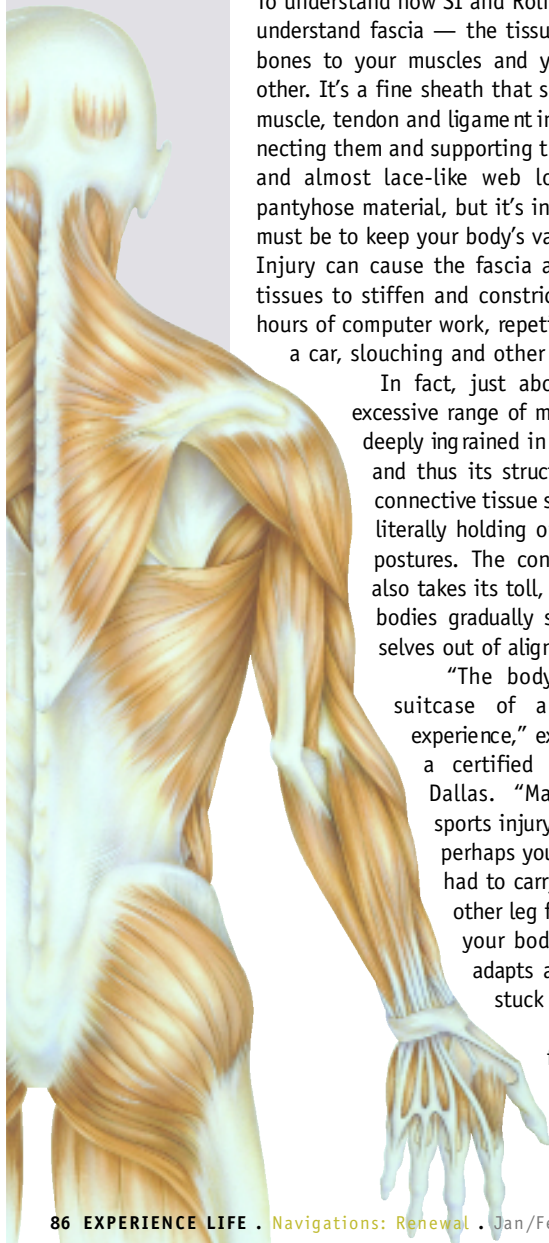 To understand how SI and Rolf
understand fascia — the tissu
bones to your muscles and y
other. It's a fine sheath that s
muscle, tendon and ligament in
necting them and supporting t
and almost lace-like web lo
pantyhose material, but it's in
must be to keep your body's va
Injury can cause the fascia a
tissues to stiffen and constric
hours of computer work, repet
a car, slouching and other
In fact, just abo
excessive range of m
deeply ingrained in
and thus its struc
connective tissue s
literally holding o
postures. The con
also takes its toll,
bodies gradually s
selves out of align
“The body
suitcase of a
experience,” ex
a certified
Dallas. “Ma
sports injury
perhaps you
had to carry
other leg f
your bod
adapts a
stuck
86 EXPERIENCE LIFE . Navigations: Renewal . Jan/Fe